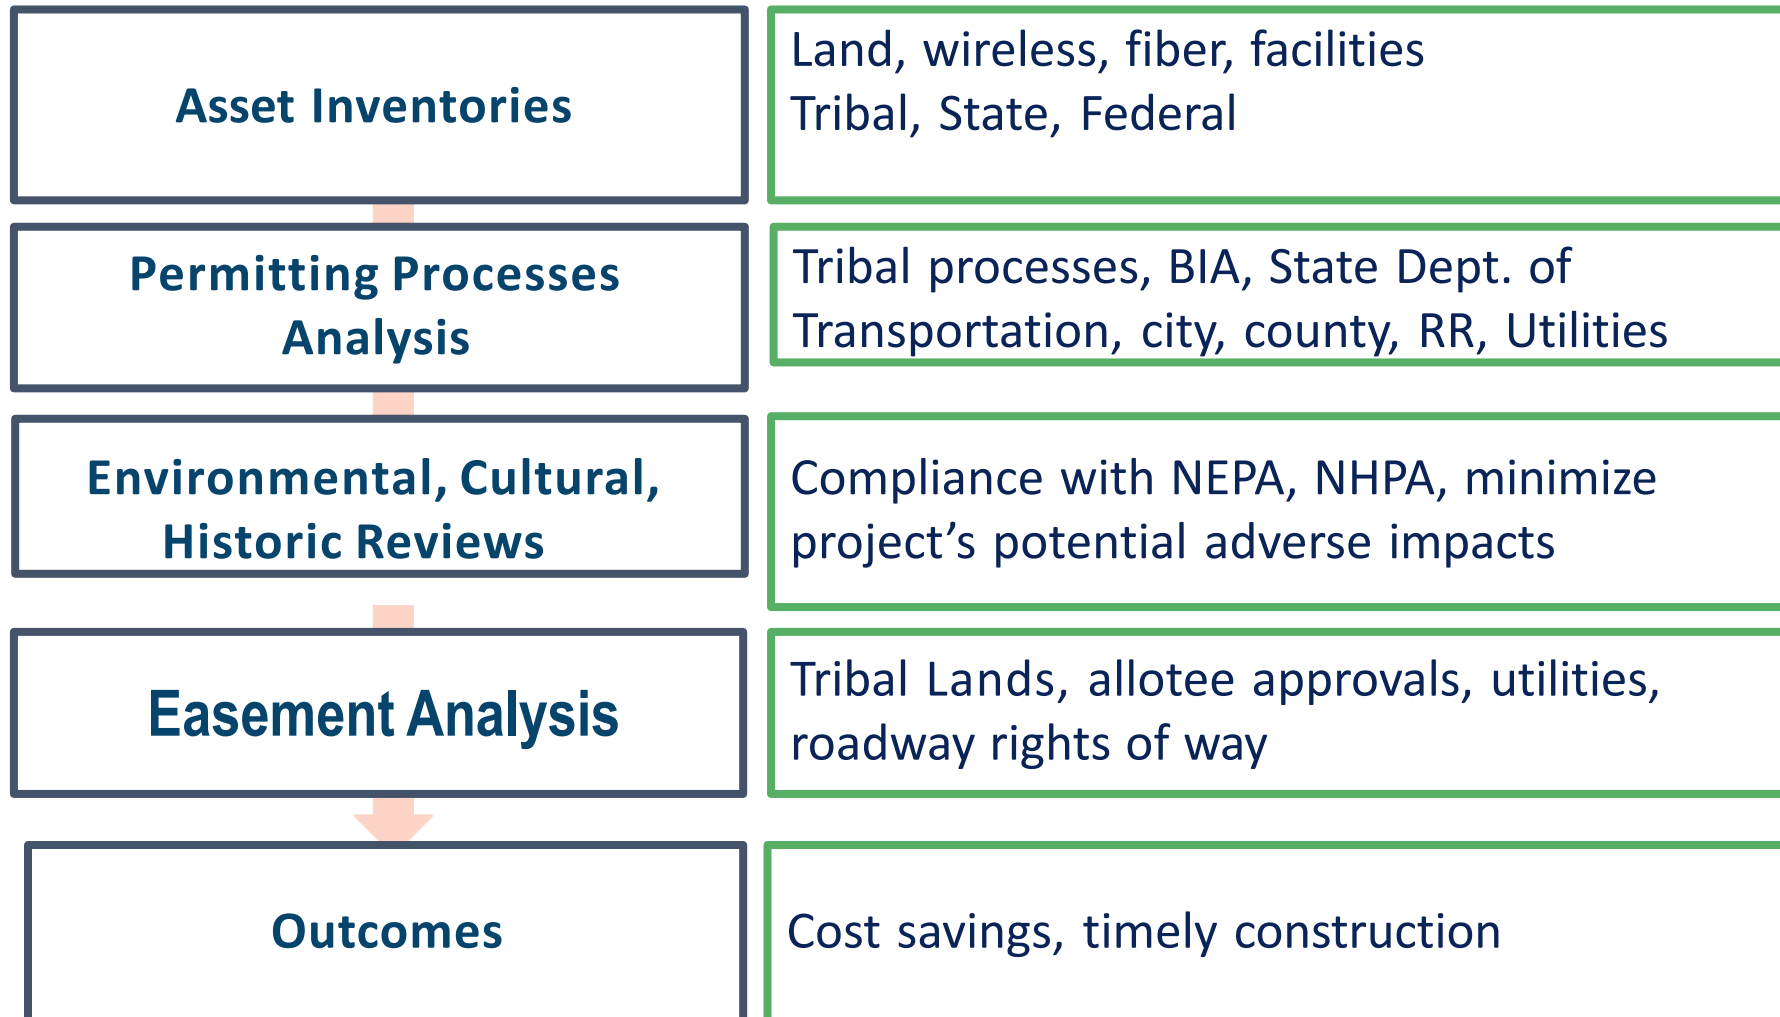 Asset Inventories
Land, wireless, fiber, facilities
Tribal, State, Federal
Permitting Processes
Analysis
Tribal processes, BIA, State Dept. of
Transportation, city, county, RR, Utilities
Environmental, Cultural,
Historic Reviews
Compliance with NEPA, NHPA, minimize
project’s potential adverse impacts
Easement Analysis
Tribal Lands, allotee approvals, utilities,
roadway rights of way
Outcomes
Cost savings, timely construction